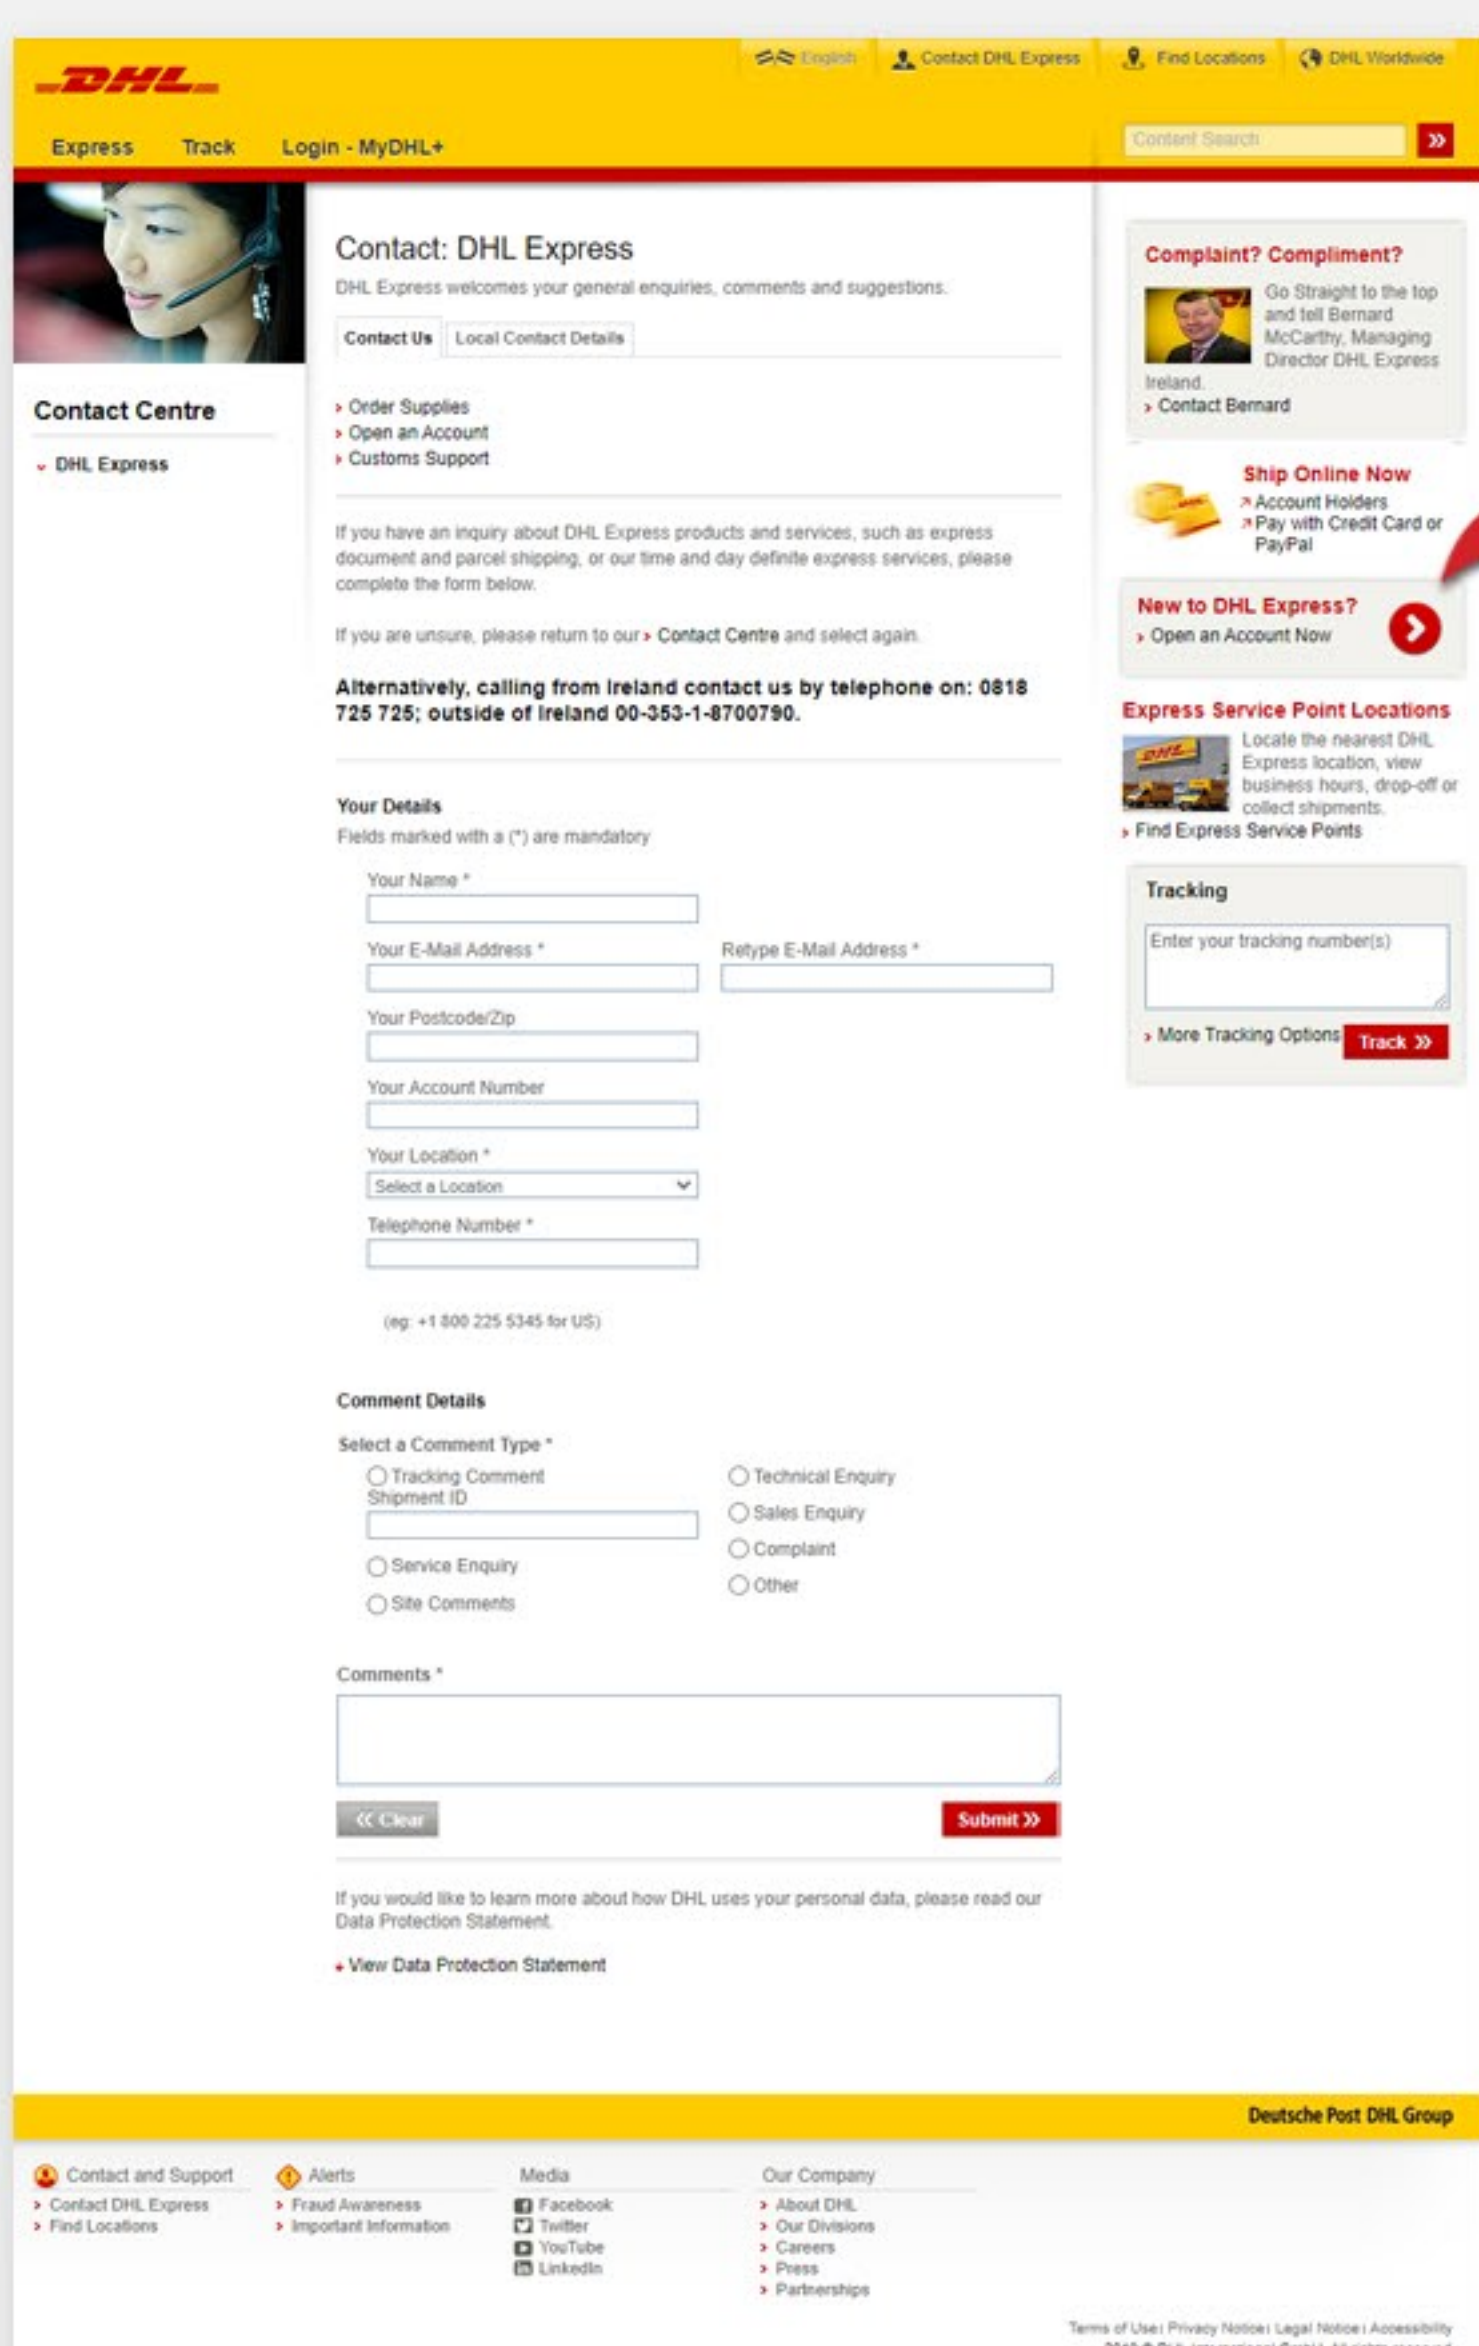 DHL
English
Contact DHL Express
Find Locations
DHL Worldwide
Express
Track
Login - MyDHL+
Content Search
Contact Centre
DHL Express
Contact: DHL Express
DHL Express welcomes your general enquiries, comments and suggestions.
Contact Us
Local Contact Details
Order Supplies
Open an Account
Customs Support
If you have an inquiry about DHL Express products and services, such as express
document and parcel shipping, or our time and day definite express services, please
complete the form below.
If you are unsure, please return to our Contact Centre and select again.
Alternatively, calling from Ireland contact us by telephone on: 0818
725 725; outside of Ireland 00-353-1-8700790.
Your Details
Fields marked with a (*) are mandatory
Your Name *
Your E-Mail Address *
Retype E-Mail Address *
Your Postcode/Zip
Your Account Number
Your Location *
Select a Location
Telephone Number *
(eg: +1 800 225 5345 for US)
Comment Details
Select a Comment Type *
Tracking Comment
Shipment ID
Service Enquiry
Site Comments
Technical Enquiry
Sales Enquiry
Complaint
Other
Comments *
Clear
Submit
If you would like to learn more about how DHL uses your personal data, please read our
Data Protection Statement.
View Data Protection Statement
Complaint? Compliment?
Go Straight to the top
and tell Bernard
McCarthy, Managing
Director DHL Express
Ireland.
Contact Bernard
Ship Online Now
Account Holders
Pay with Credit Card or
PayPal
New to DHL Express?
Open an Account Now
Express Service Point Locations
DHL
Locate the nearest DHL
Express location, view
business hours, drop-off or
collect shipments.
Find Express Service Points
Tracking
Enter your tracking number(s)
More Tracking Options
Track
Deutsche Post DHL Group
Contact and Support
Contact DHL Express
Find Locations
Alerts
Fraud Awareness
Important Information
Media
Facebook
Twitter
YouTube
LinkedIn
Our Company
About DHL
Our Divisions
Careers
Press
Partnerships
Terms of Use | Privacy Notice | Legal Notice | Accessibility